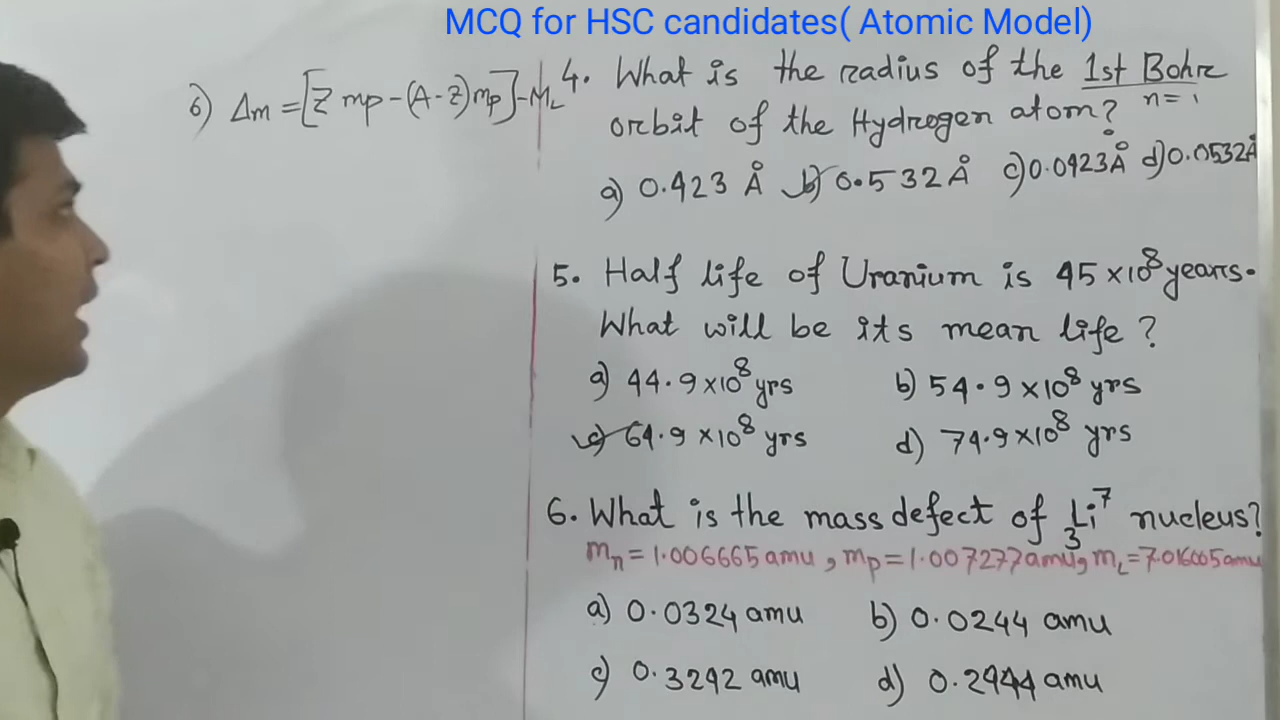 MCQ for HSC candidates( Atomic Model)
6) Δm = [Z mp - (A-Z)mp] - ML
4. What is the radius of the 1st Bohr
n=1
orbit of the Hydrogen atom?
a) 0.423 Å b) 0.532 Å c) 0.0423 Å d) 0.0532 Å
5. Half life of Uranium is 45 ×10⁸ years.
What will be its mean life ?
a) 44.9 ×10⁸ yrs b) 54.9 ×10⁸ yrs
c) 64.9 ×10⁸ yrs d) 74.9 ×10⁸ yrs
6. What is the mass defect of ₃Li⁷ nucleus?
mn = 1.006665 amu , mp = 1.007277 amu, mL = 7.016005 amu
a) 0.0324 amu b) 0.0244 amu
c) 0.3242 amu d) 0.2444 amu